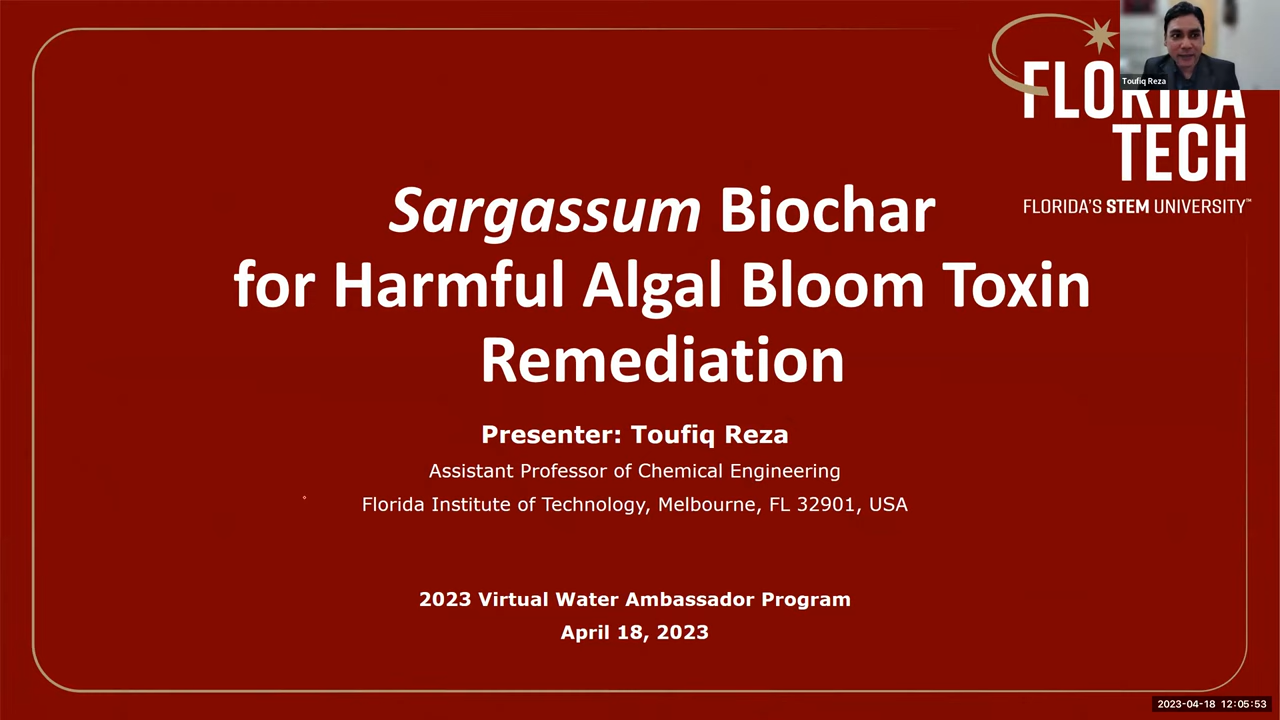 Toufiq Reza
FLORIDA
TECH
FLORIDA'S STEM UNIVERSITY™
Sargassum Biochar
for Harmful Algal Bloom Toxin
Remediation
Presenter: Toufiq Reza
Assistant Professor of Chemical Engineering
Florida Institute of Technology, Melbourne, FL 32901, USA
2023 Virtual Water Ambassador Program
April 18, 2023
2023-04-18 12:05:53